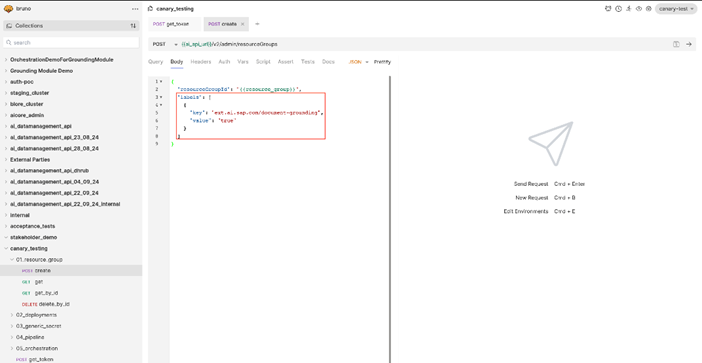 bruno
Collections
search
OrchestrationDemoForGroundingModule
Grounding Module Demo
auth-poc
staging_cluster
blore_cluster
aicore_admin
ai_datamanagement_api
ai_datamanagement_api_23_08_24
ai_datamanagement_api_28_08_24
External Parties
ai_datamanagement_api_dhrub
ai_datamanagement_api_04_09_24
ai_datamanagement_api_22_09_24
ai_datamanagement_api_22_09_24_internal
internal
acceptance_tests
stakeholder_demo
canary_testing
01_resource_group
POST create
GET get
GET get_by_id
DELETE delete_by_id
02_deployments
03_generic_secret
04_pipeline
05_orchestration
POST get_token
canary_testing
canary-test
POST get_token
POST create
POST
{{ai_api_url}}/v2/admin/resourceGroups
Query Body Headers Auth Vars Script Assert Tests Docs
JSON Prettify
1 {
2 "resourceGroupId": "{{resource_group}}",
3 "labels": [
4 {
5 "key": "ext.ai.sap.com/document-grounding",
6 "value": "true"
7 }
8 ]
9 }
Send Request Cmd + Enter
New Request Cmd + B
Edit Environments Cmd + E